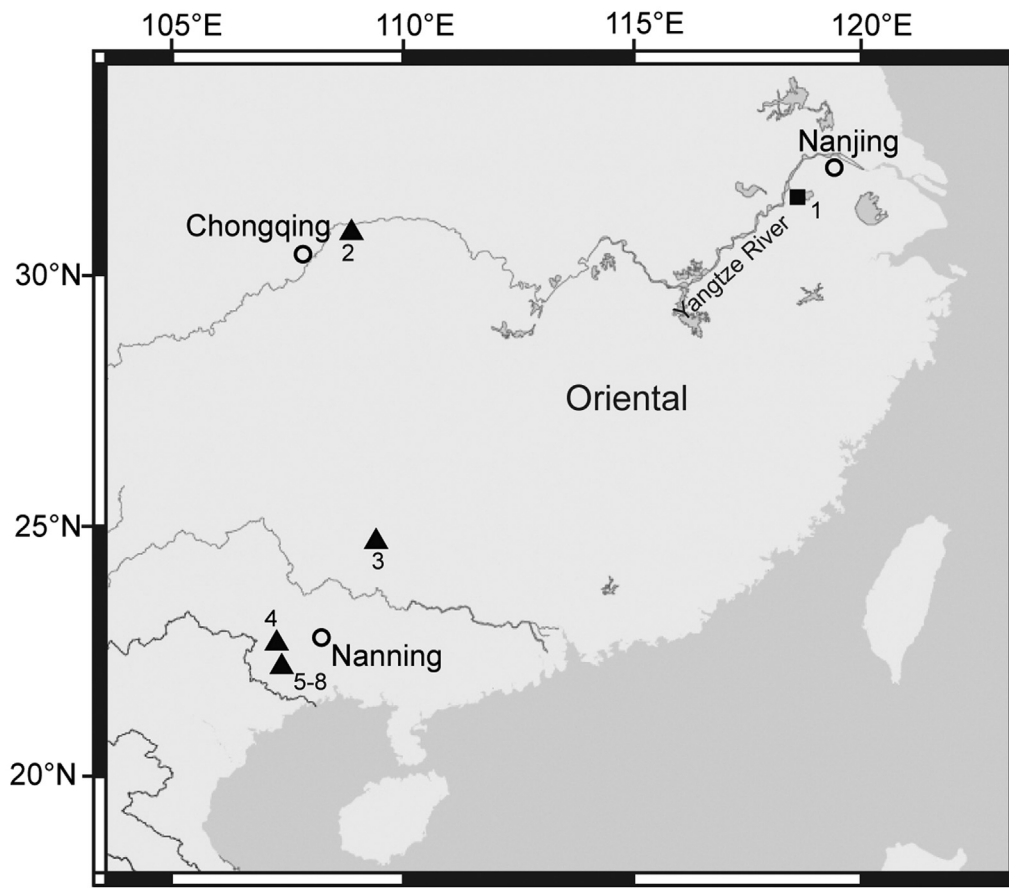 105°E 110°E 115°E 120°E
Nanjing
1
Chongqing
2
30°N
Yangtze River
Oriental
25°N
3
4
Nanning
5-8
20°N